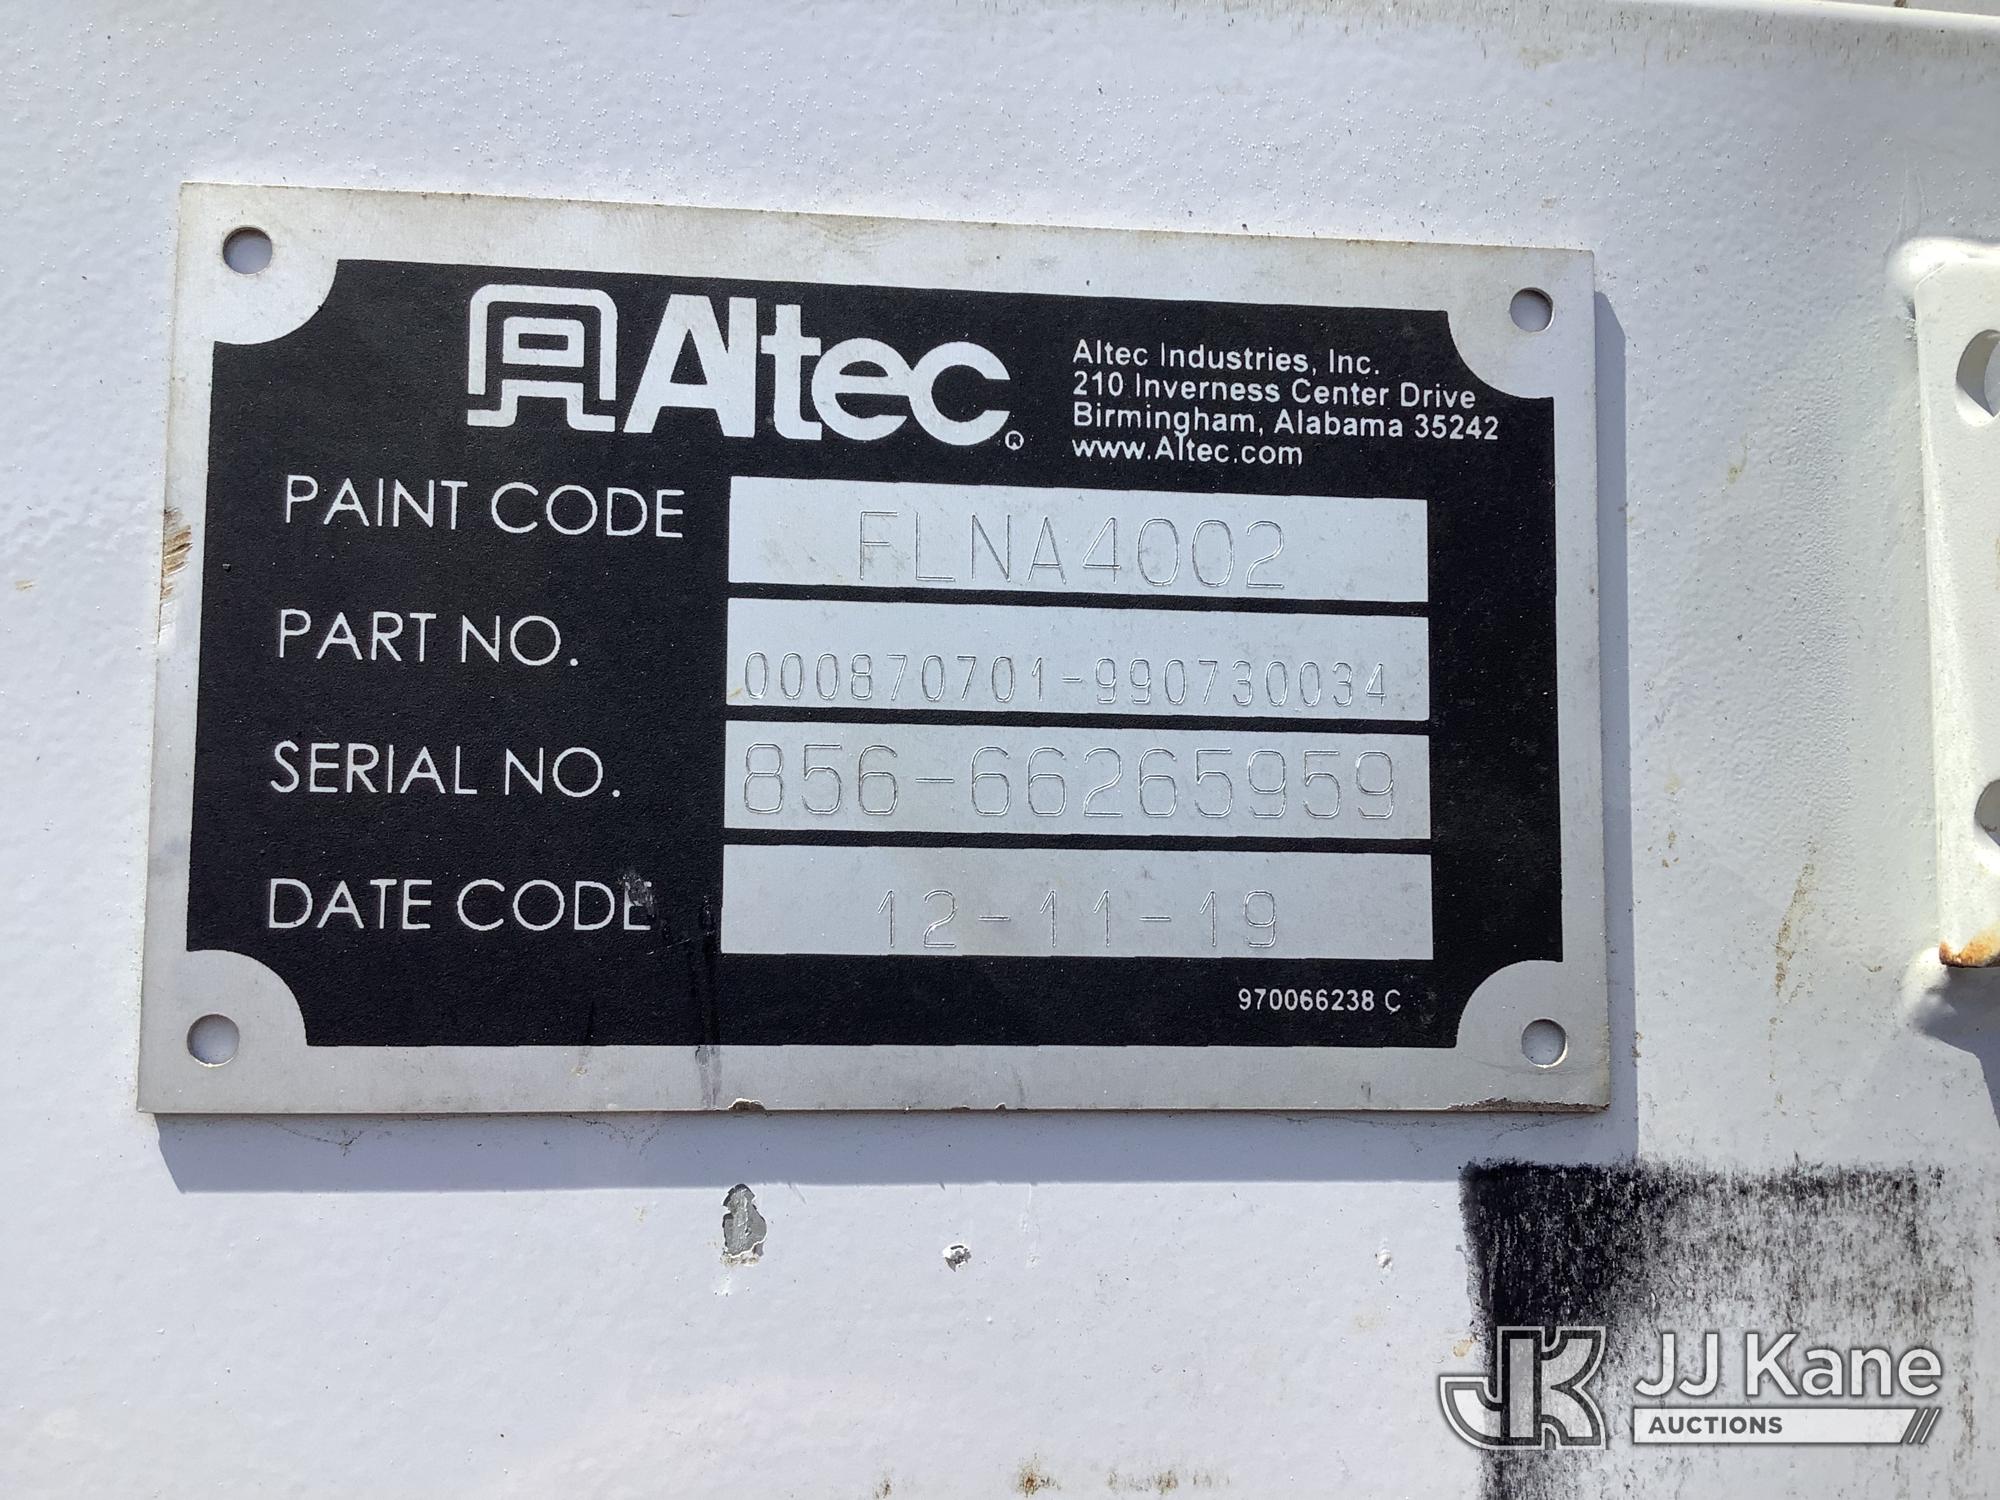 Altec®
Altec Industries, Inc.
210 Inverness Center Drive
Birmingham, Alabama 35242
www.Altec.com
PAINT CODE FLNA4002
PART NO. 000870701-990730034
SERIAL NO. 856-66265959
DATE CODE 12-11-19
970066238 C
JK JJ Kane
AUCTIONS